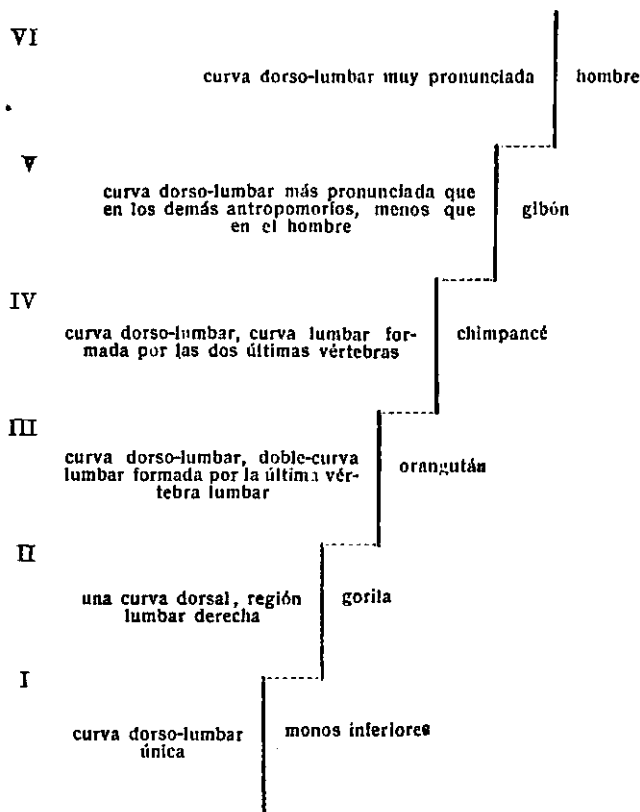 VI
curva dorso-lumbar muy pronunciada
hombre
V
curva dorso-lumbar más pronunciada que
en los demás antropomorfos, menos que
en el hombre
gibón
IV
curva dorso-lumbar, curva lumbar for-
mada por las dos últimas vértebras
chimpancé
III
curva dorso-lumbar, doble-curva
lumbar formada por la última vér-
tebra lumbar
orangután
II
una curva dorsal, región
lumbar derecha
gorila
I
curva dorso-lumbar
única
monos inferiores